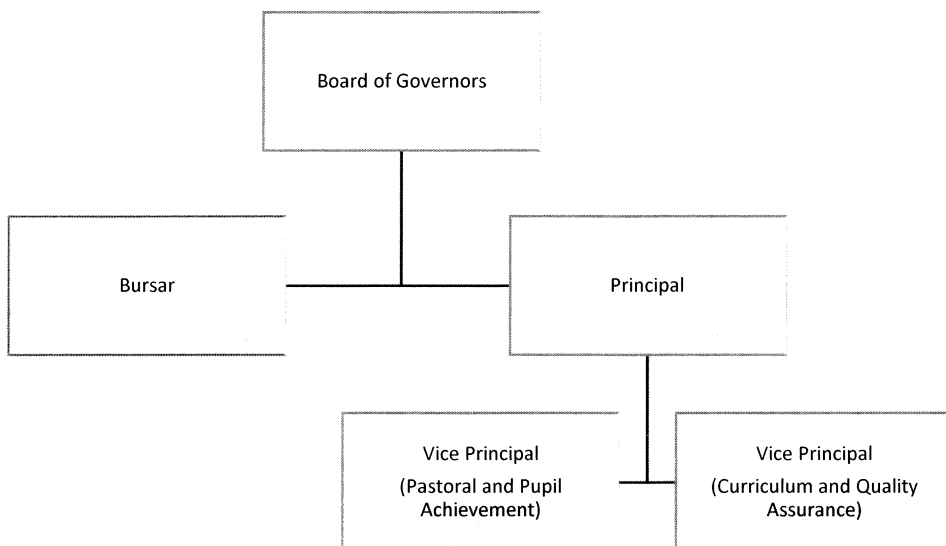 Board of Governors
Bursar
Principal
Vice Principal
(Pastoral and Pupil
Achievement)
Vice Principal
(Curriculum and Quality
Assurance)